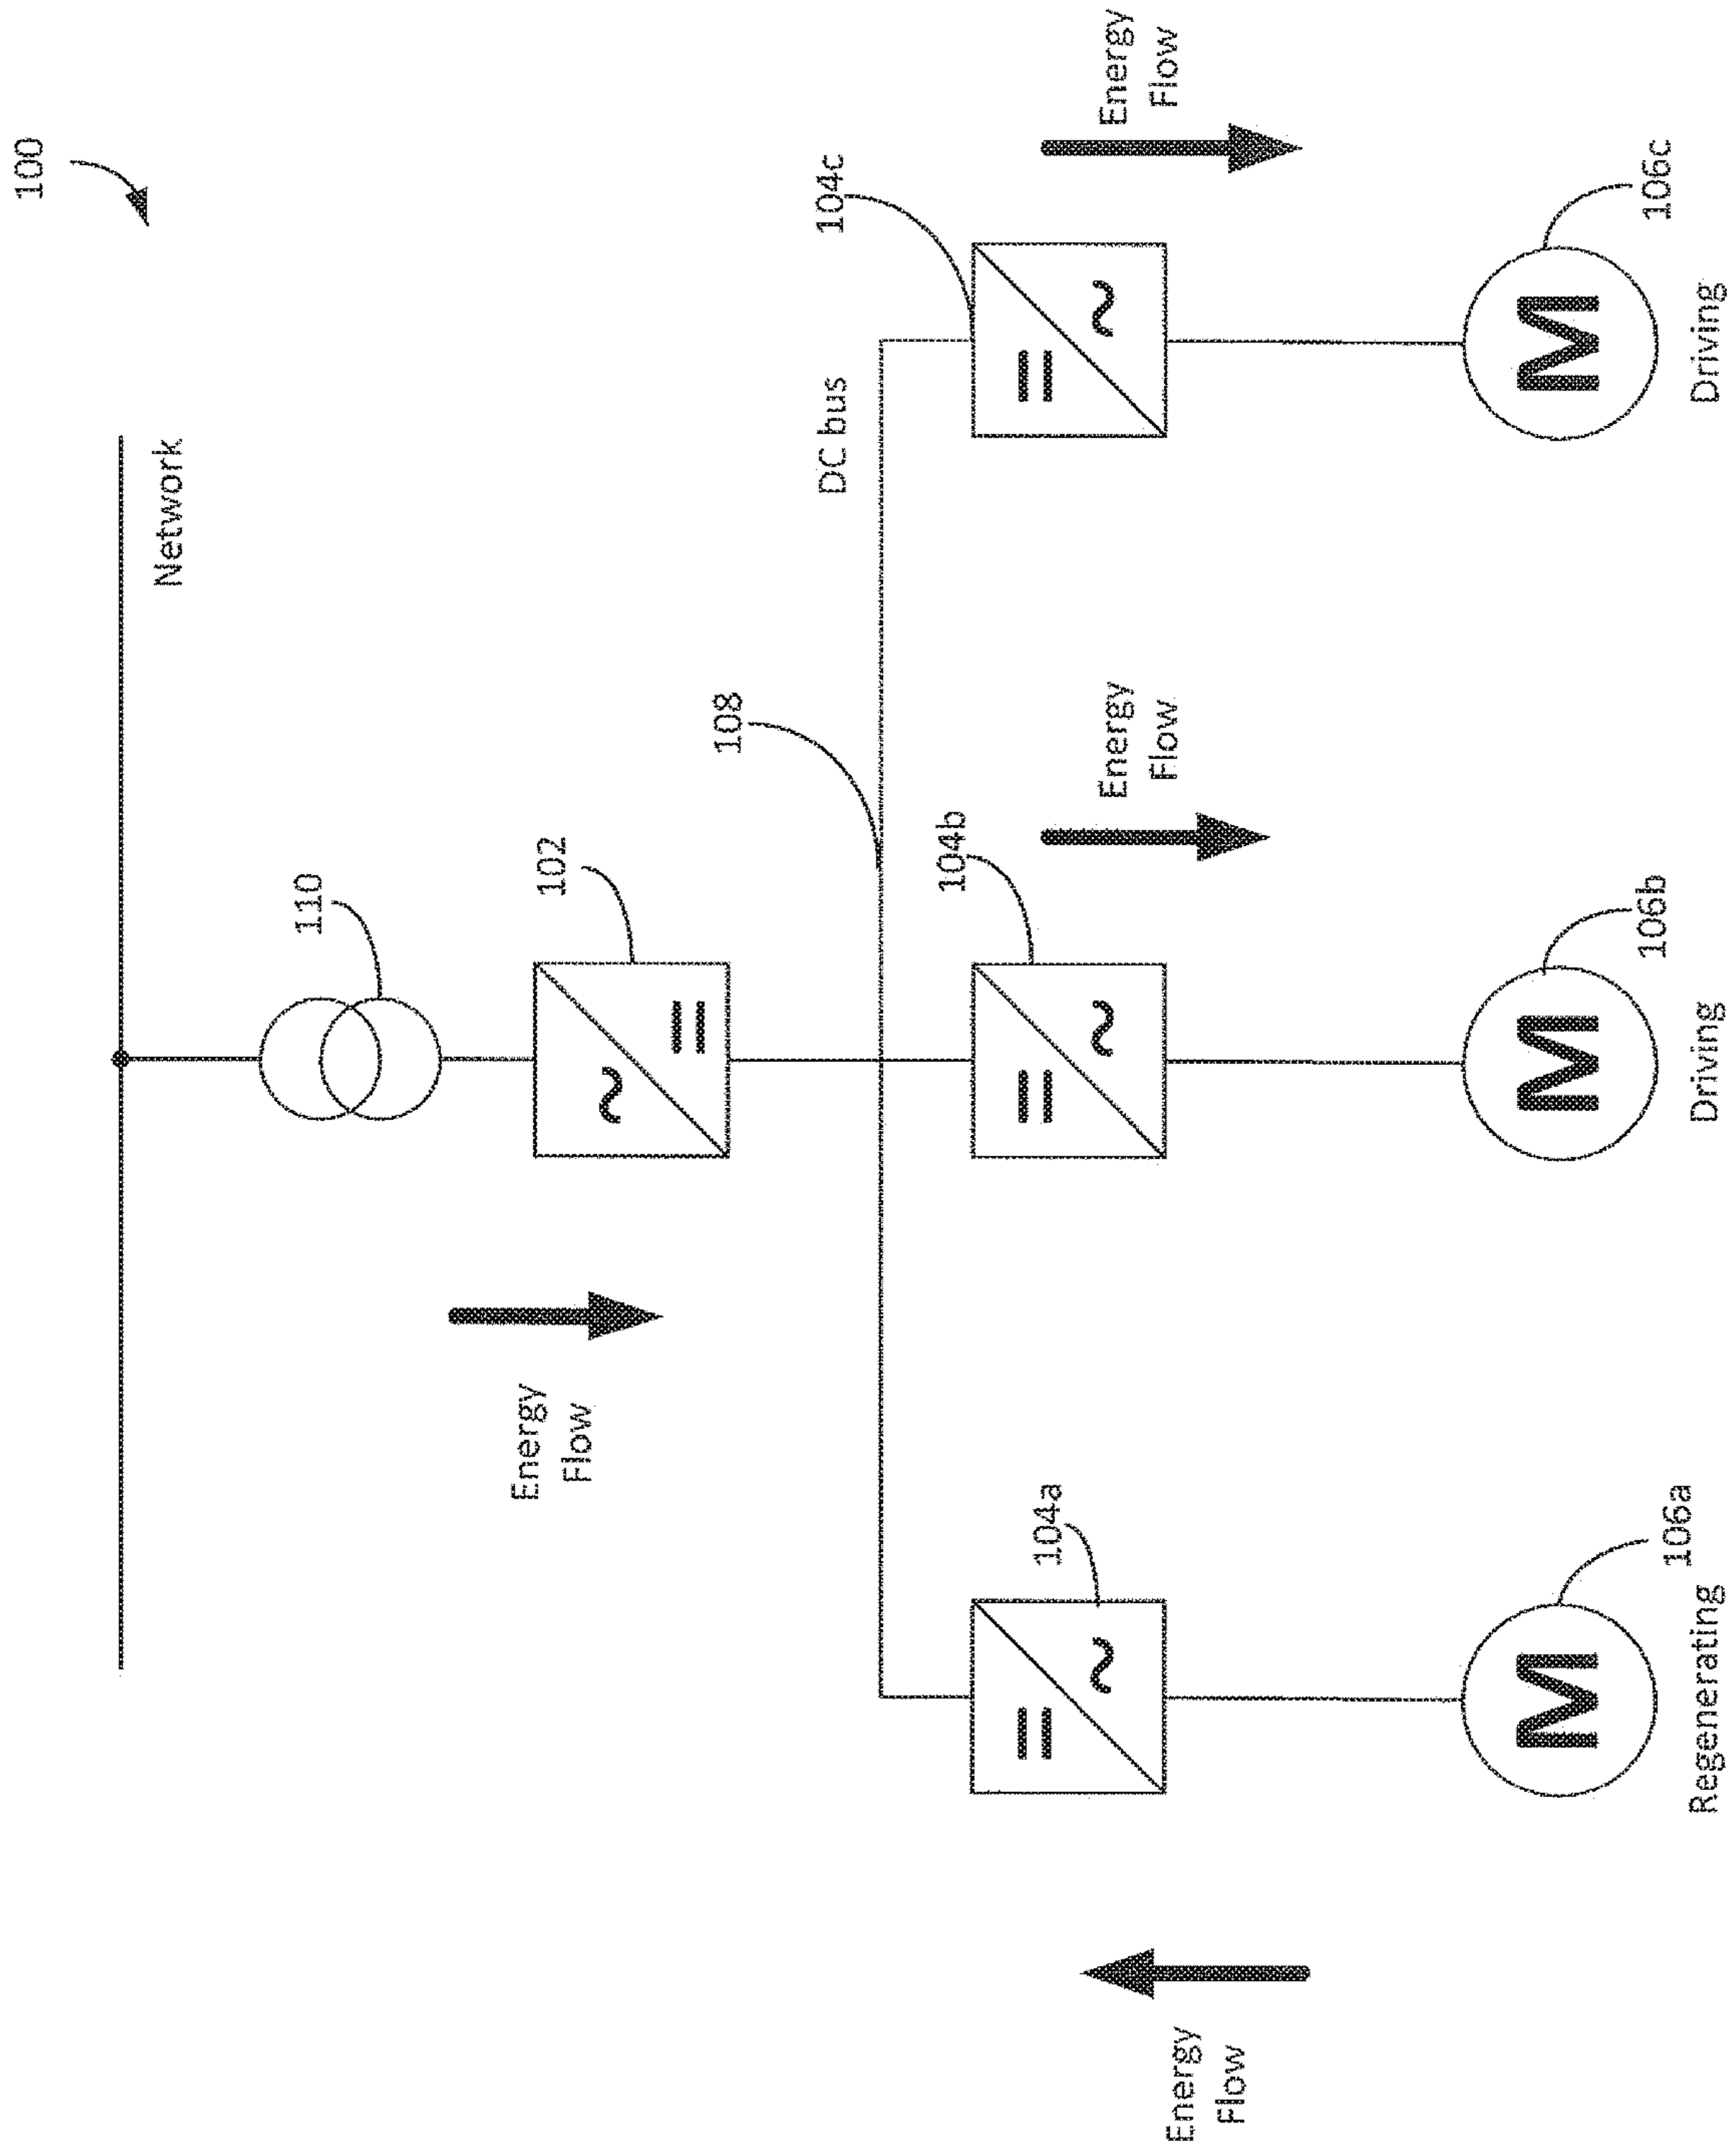 100
Network
110
Energy
Flow
102
108
DC bus
104c
104b
104a
Energy
Flow
Energy
Flow
Energy
Flow
M
M
M
106a
106b
106c
Regenerating
Driving
Driving